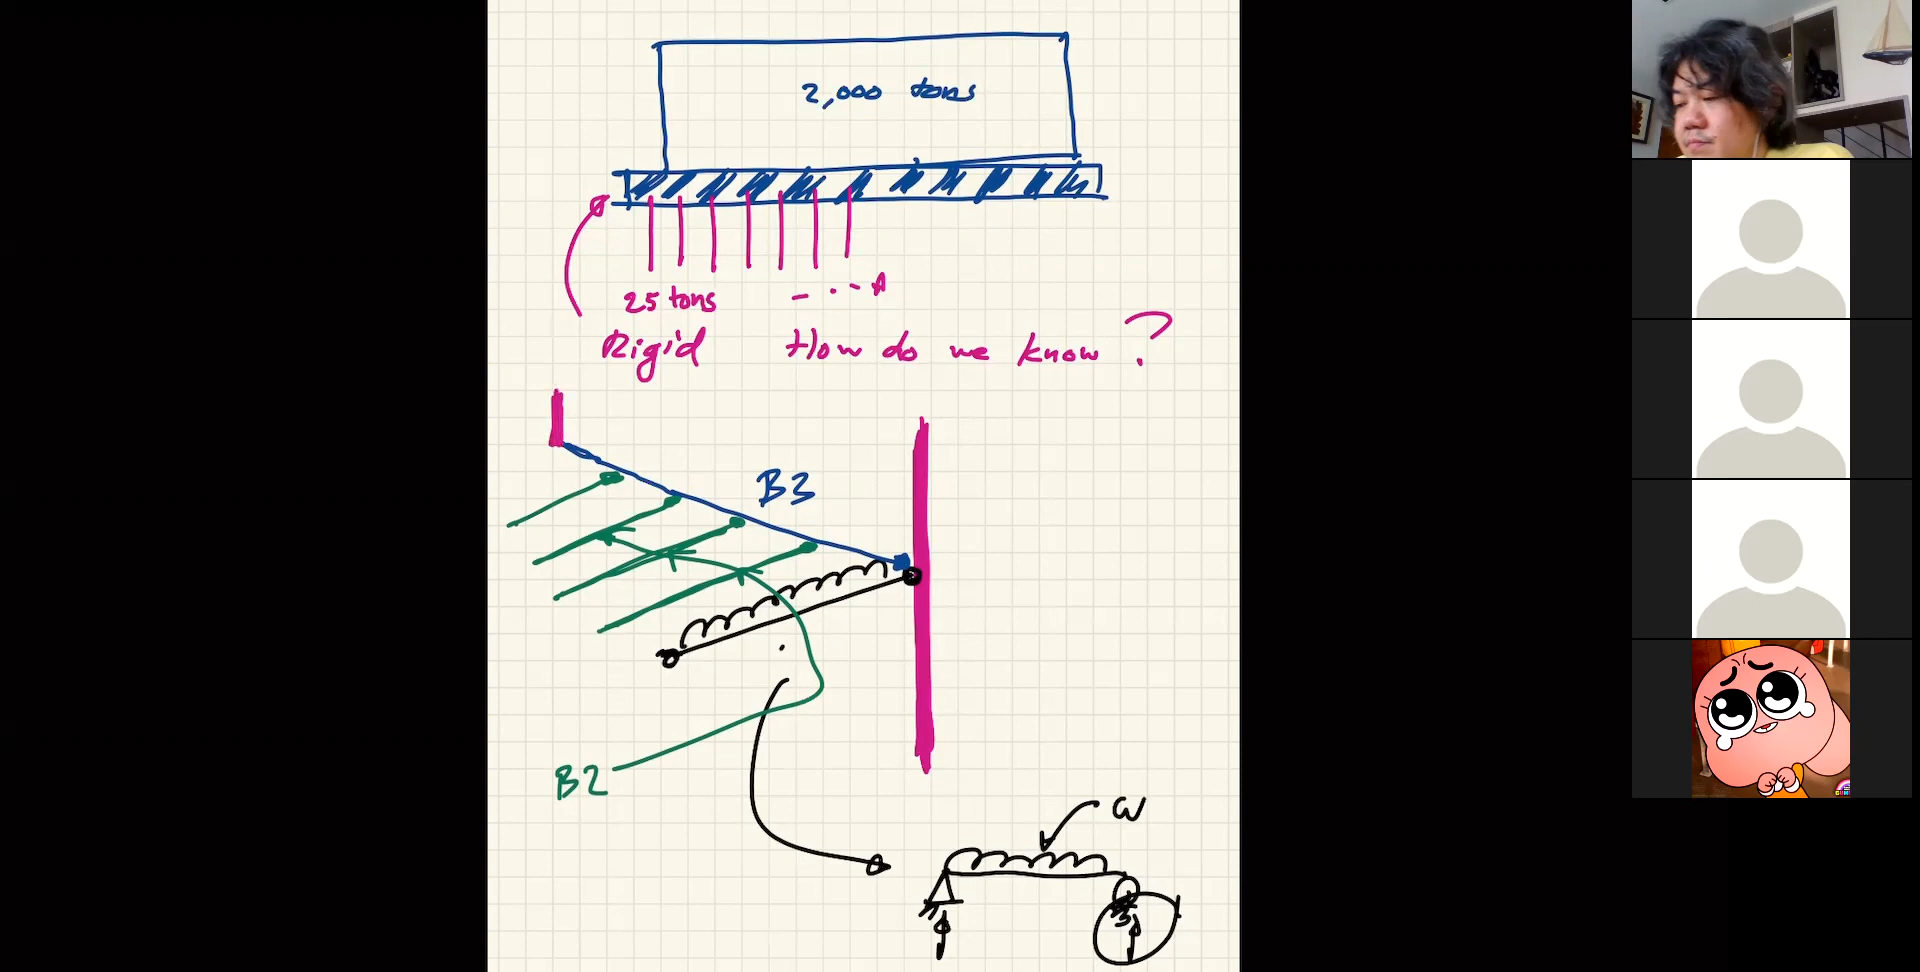 2,000 tons
25 tons
Rigid How do we know ?
B3
B2
W